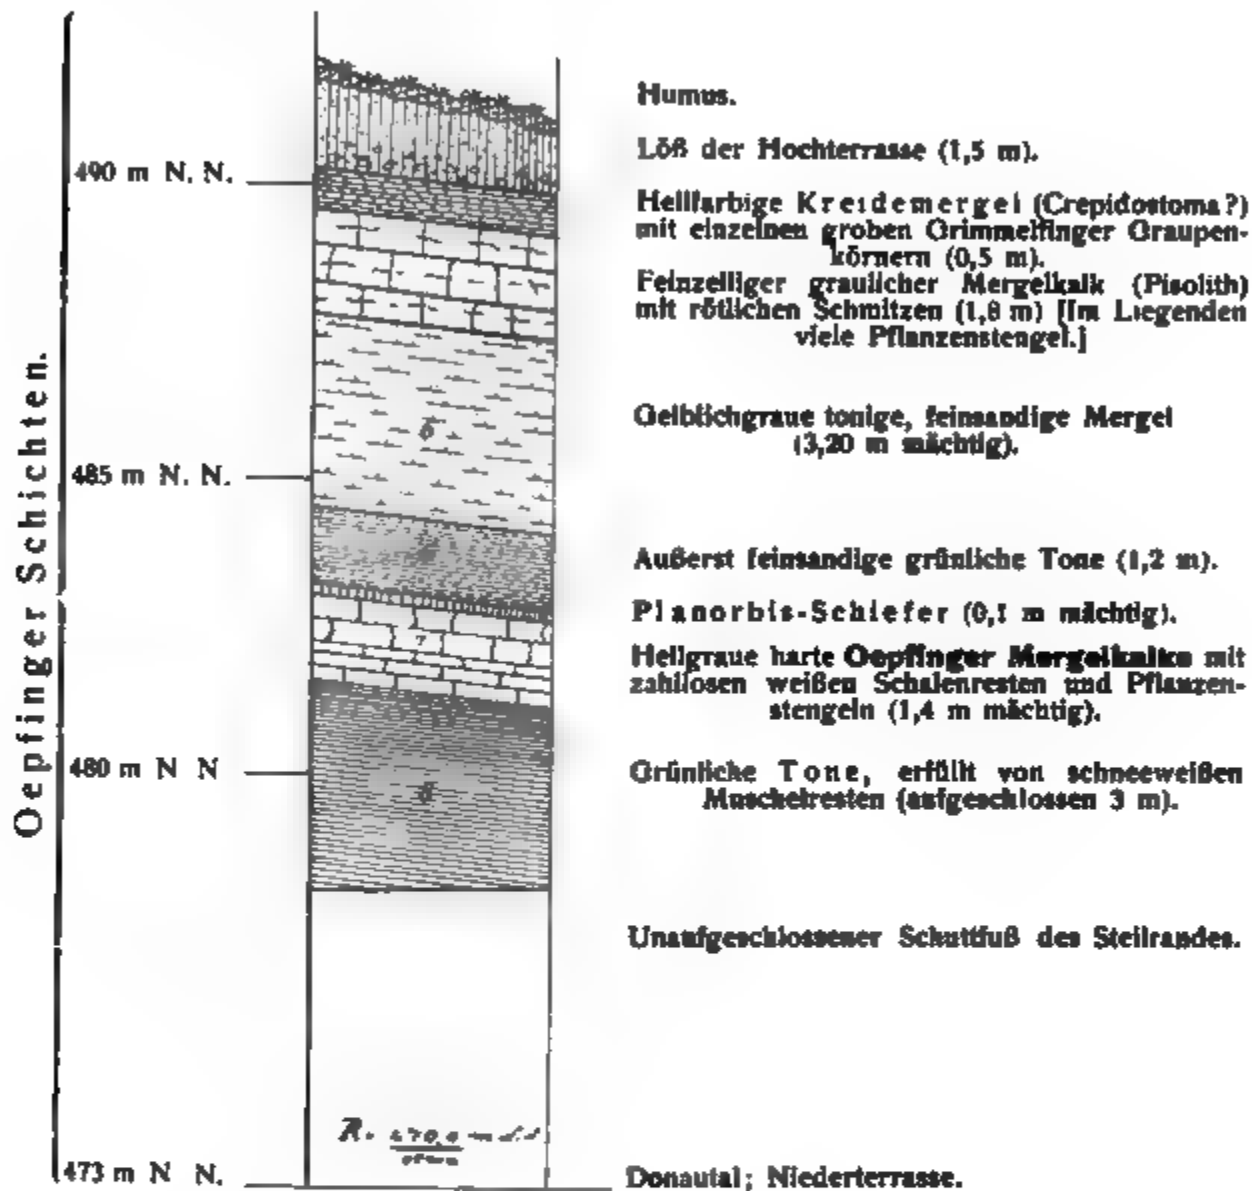 Humus.
Löß der Hochterrasse (1,5 m).
490 m N. N.
Hellfarbige Kreidemergel (Crepidostoma?)
mit einzelnen groben Grimmelfinger Graupen-
körnern (0,5 m).
Feinzelliger graulicher Mergelkalk (Pisolith)
mit rötlichen Schmitzen (1,8 m) [Im Liegenden
viele Pflanzenstengel.]
Gelblichgraue tonige, feinsandige Mergel
(3,20 m mächtig).
485 m N. N.
Äußerst feinsandige grünliche Tone (1,2 m).
Planorbis-Schiefer (0,1 m mächtig).
Hellgraue harte Oepfinger Mergelkalke mit
zahllosen weißen Schalenresten und Pflanzen-
stengeln (1,4 m mächtig).
480 m N N
Grünliche Tone, erfüllt von schneeweißen
Muschelresten (aufgeschlossen 3 m).
Oepfinger Schichten.
Unaufgeschlossener Schuttfuß des Steilrandes.
473 m N N.
Donautal; Niederterrasse.